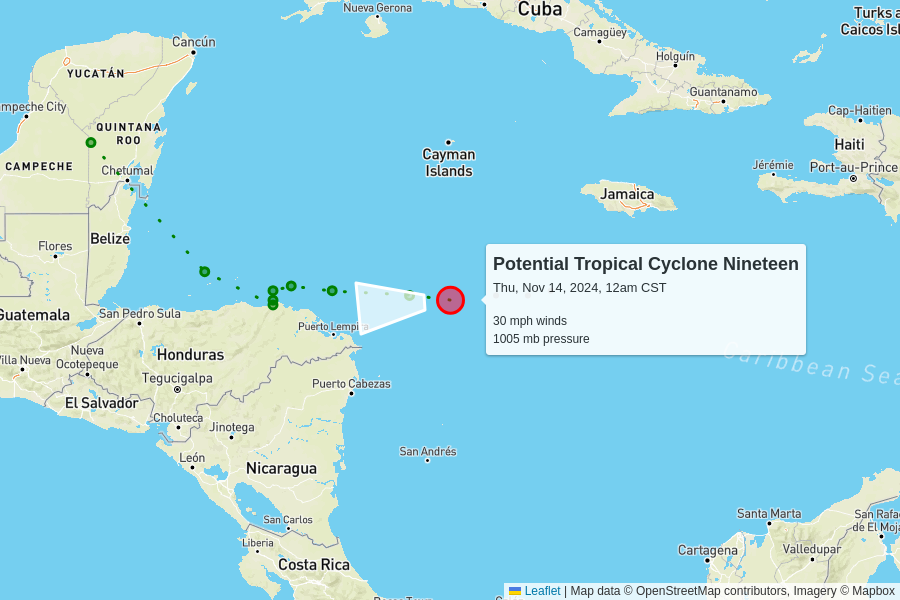 Nueva Gerona
Cuba
Turks a
Caicos Isl
Camagüey
Cancún
Holguín
YUCATÁN
Guantanamo
ampeche City
Cap-Haitien
QUINTANA
ROO
Haiti
Cayman
Islands
CAMPECHE
Chetumal
Jérémie
Port-au-Prince
Jamaica
Belize
Flores
Potential Tropical Cyclone Nineteen
Thu, Nov 14, 2024, 12am CST
30 mph winds
1005 mb pressure
Guatemala
San Pedro Sula
Puerto Lempira
Nueva
Ocotepeque
Honduras
Villa Nueva
Caribbean Sea
Tegucigalpa
Puerto Cabezas
El Salvador
Choluteca
Jinotega
León
San Andrés
Nicaragua
San Carlos
Santa Marta
San Rafa
de El Moja
Liberia
Cartagena
Valledupar
Costa Rica
Leaflet | Map data © OpenStreetMap contributors, Imagery © Mapbox